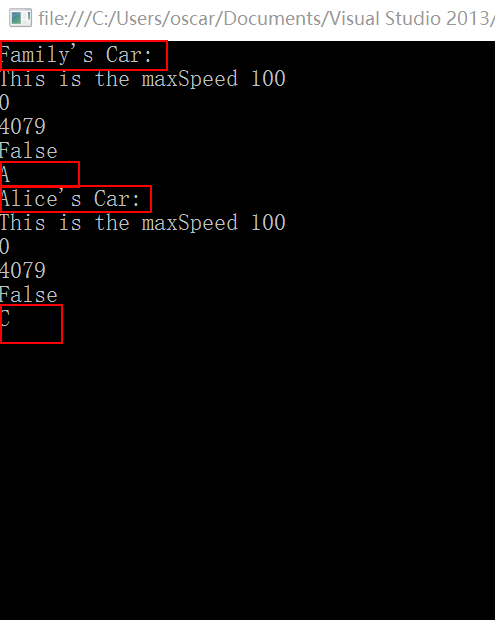 file:///C:/Users/oscar/Documents/Visual Studio 2013/
Family's Car:
This is the maxSpeed 100
0
4079
False
A
Alice's Car:
This is the maxSpeed 100
0
4079
False
C